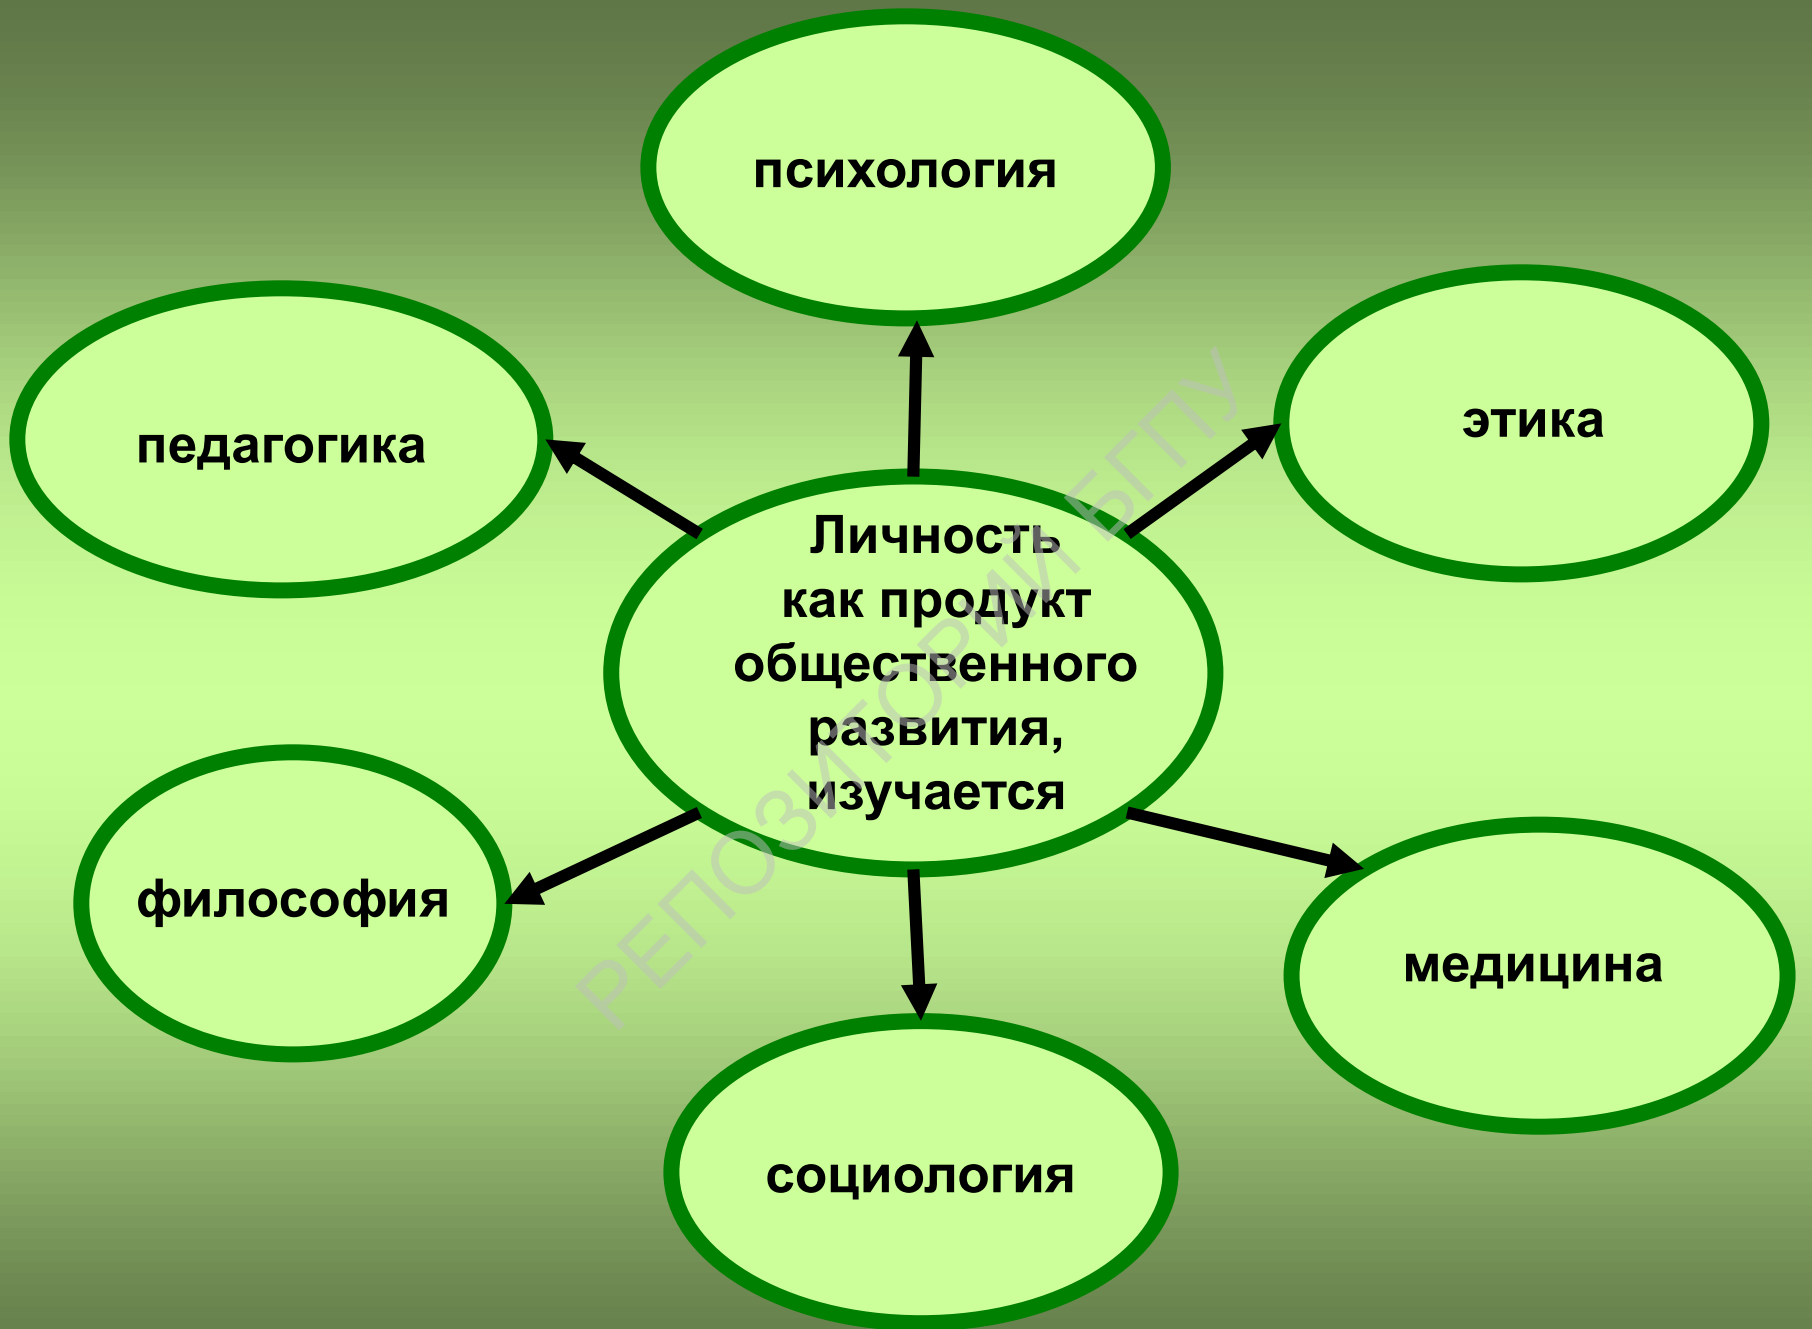 психология
этика
педагогика
Личность
как продукт
общественного
развития,
изучается
философия
медицина
социология
РЕПОЗИТОРИЙ БГПУ